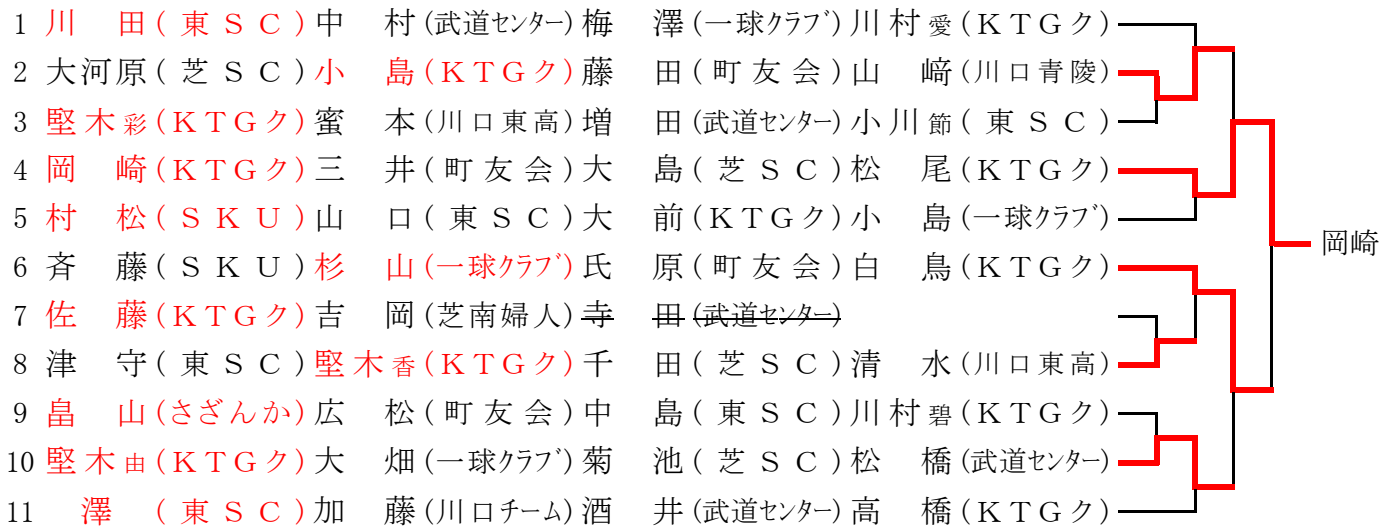 1 川 田(東SC)中 村(武道センター)梅 澤(一球クラブ)川村愛(KTGク)
2 大河原(芝SC)小 島(KTGク)藤 田(町友会)山 﨑(川口青陵)
3 堅木彩(KTGク)蜜 本(川口東高)増 田(武道センター)小川節(東SC)
4 岡 崎(KTGク)三 井(町友会)大 島(芝SC)松 尾(KTGク)
5 村 松(SKU)山 口(東SC)大 前(KTGク)小 島(一球クラブ)
岡崎
6 斉 藤(SKU)杉 山(一球クラブ)氏 原(町友会)白 鳥(KTGク)
7 佐 藤(KTGク)吉 岡(芝南婦人)寺 田(武道センター)
8 津 守(東SC)堅木香(KTGク)千 田(芝SC)清 水(川口東高)
9 畠 山(さざんか)広 松(町友会)中 島(東SC)川村碧(KTGク)
10 堅木由(KTGク)大 畑(一球クラブ)菊 池(芝SC)松 橋(武道センター)
11 澤 (東SC)加 藤(川口チーム)酒 井(武道センター)高 橋(KTGク)